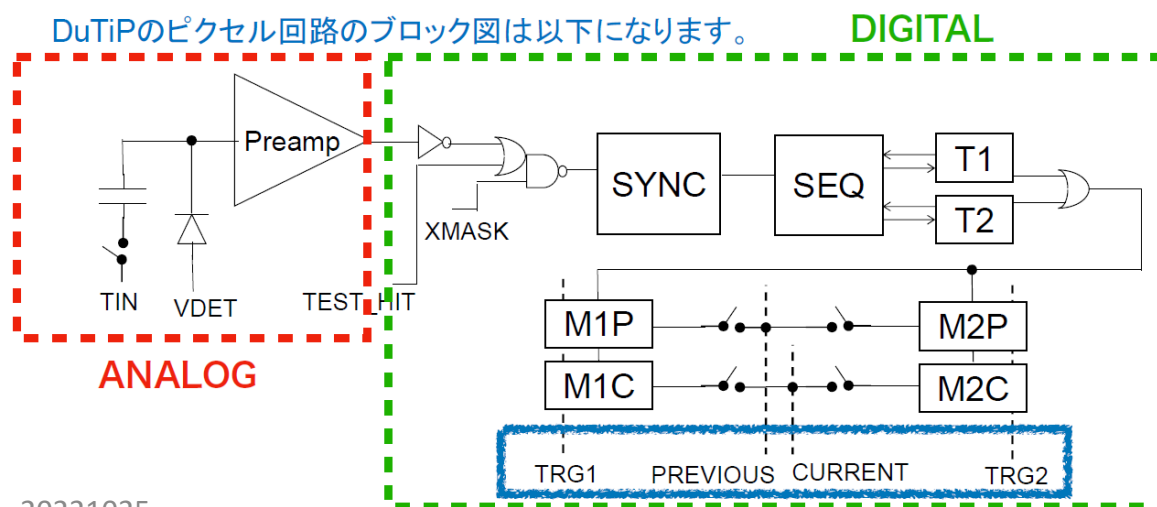 DuTiPのピクセル回路のブロック図は以下になります。
DIGITAL
Preamp
SYNC
SEQ
T1
T2
XMASK
TIN
VDET
TEST_HIT
ANALOG
M1P
M2P
M1C
M2C
TRG1
PREVIOUS
CURRENT
TRG2